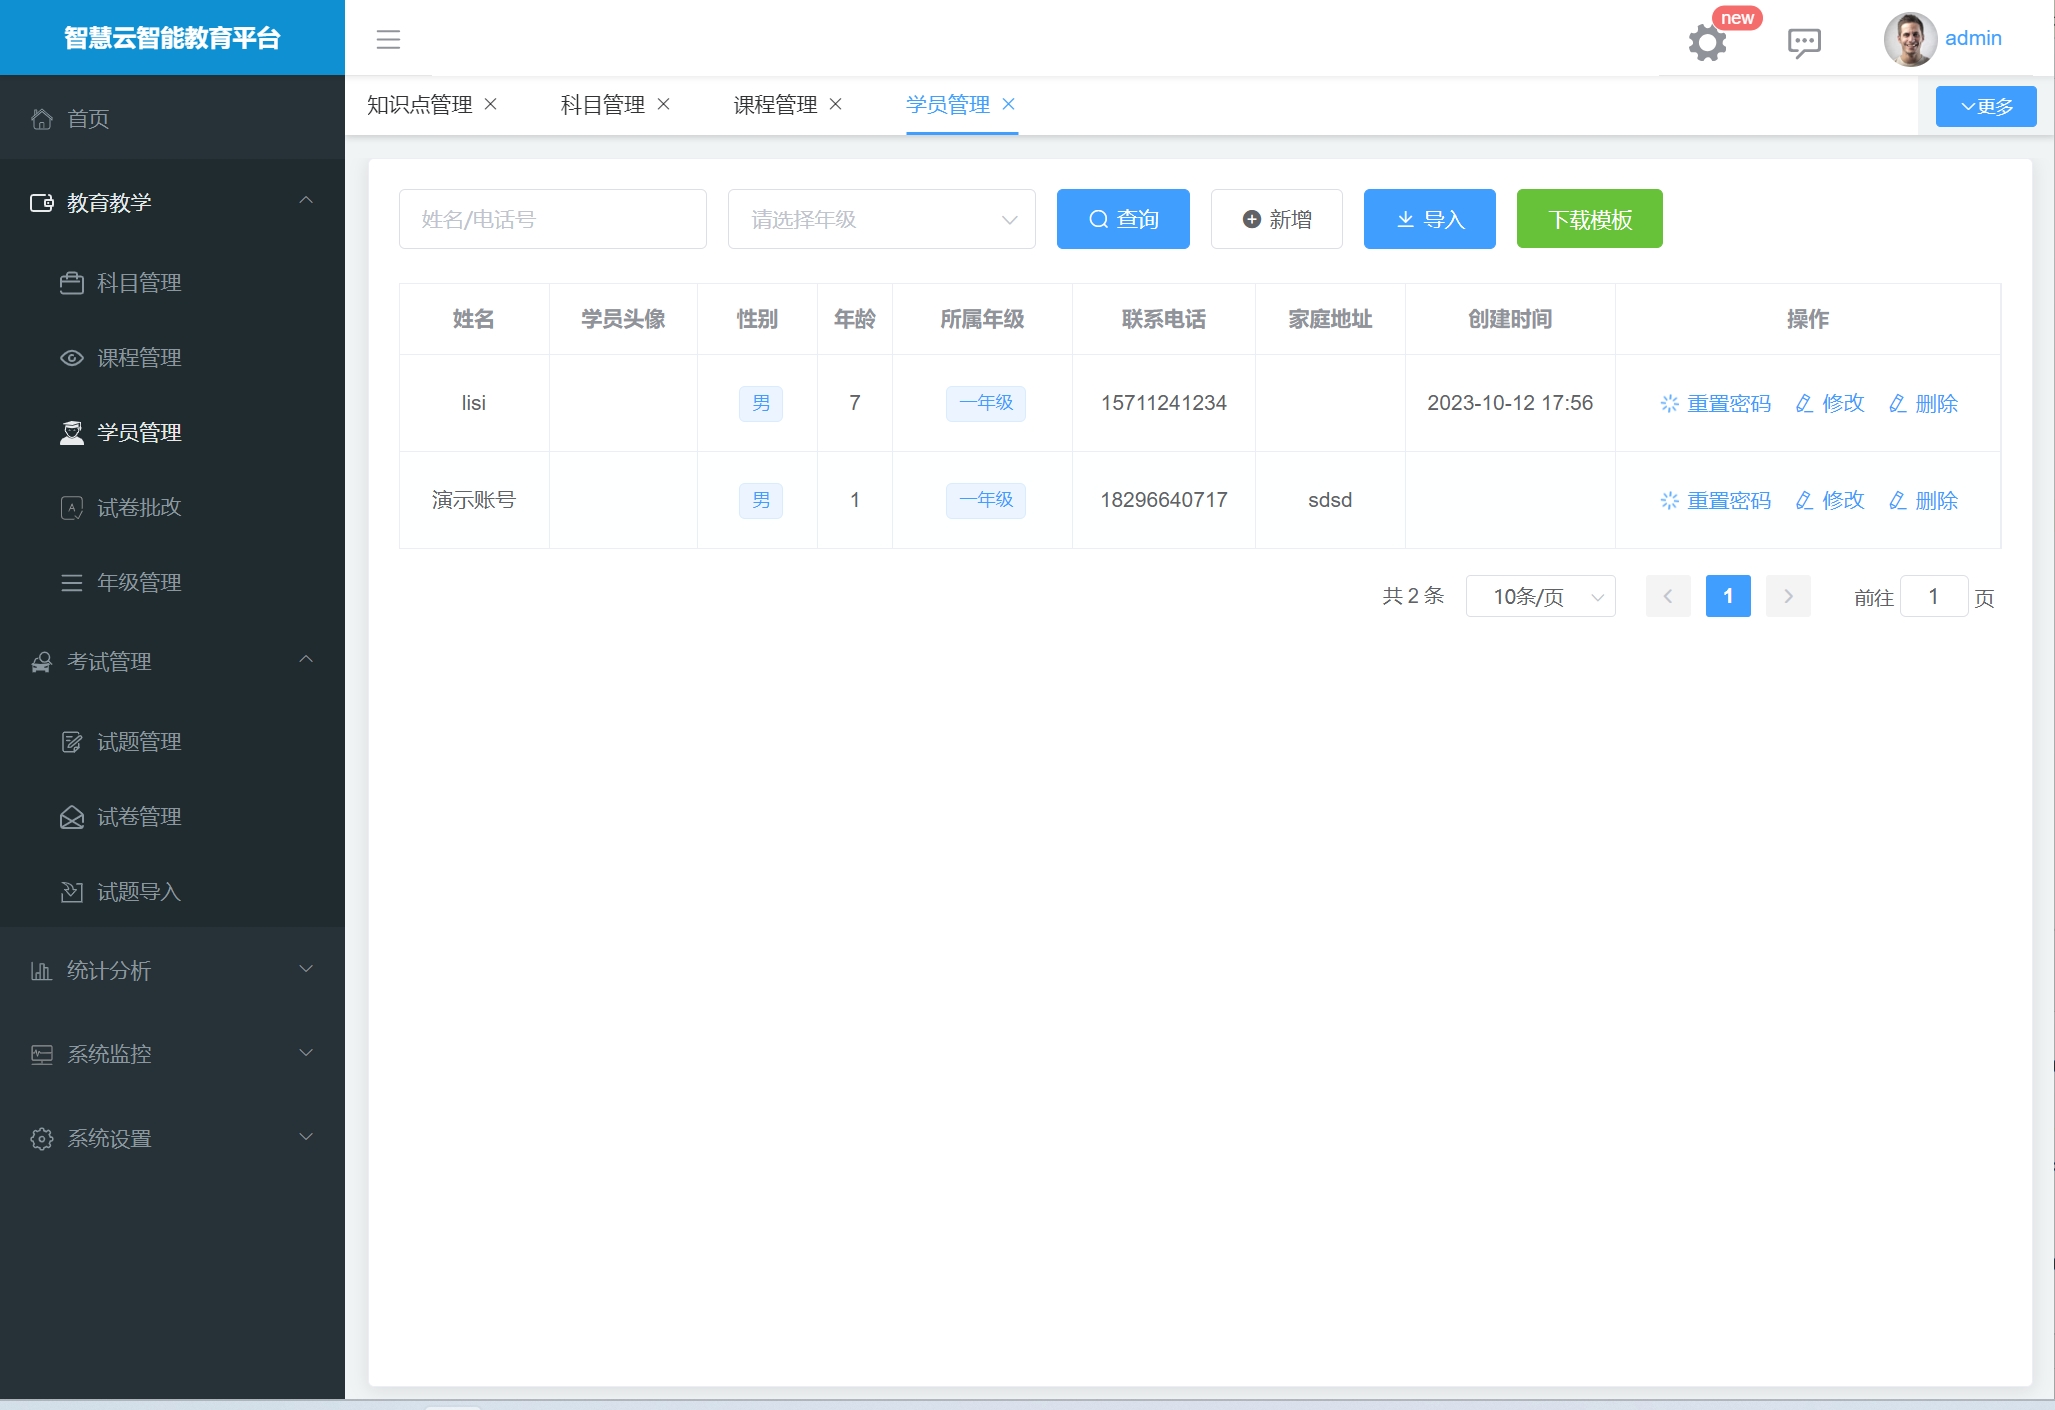 智慧云智能教育平台
new
admin
首页
教育教学
科目管理
课程管理
学员管理
试卷批改
年级管理
考试管理
试题管理
试卷管理
试题导入
统计分析
系统监控
系统设置
知识点管理 科目管理 课程管理 学员管理 更多
姓名/电话号 请选择年级 查询 新增 导入 下载模板
姓名 学员头像 性别 年龄 所属年级 联系电话 家庭地址 创建时间 操作
lisi 男 7 一年级 15711241234 2023-10-12 17:56 重置密码 修改 删除
演示账号 男 1 一年级 18296640717 sdsd 重置密码 修改 删除
共 2 条 10条/页 1 前往 1 页